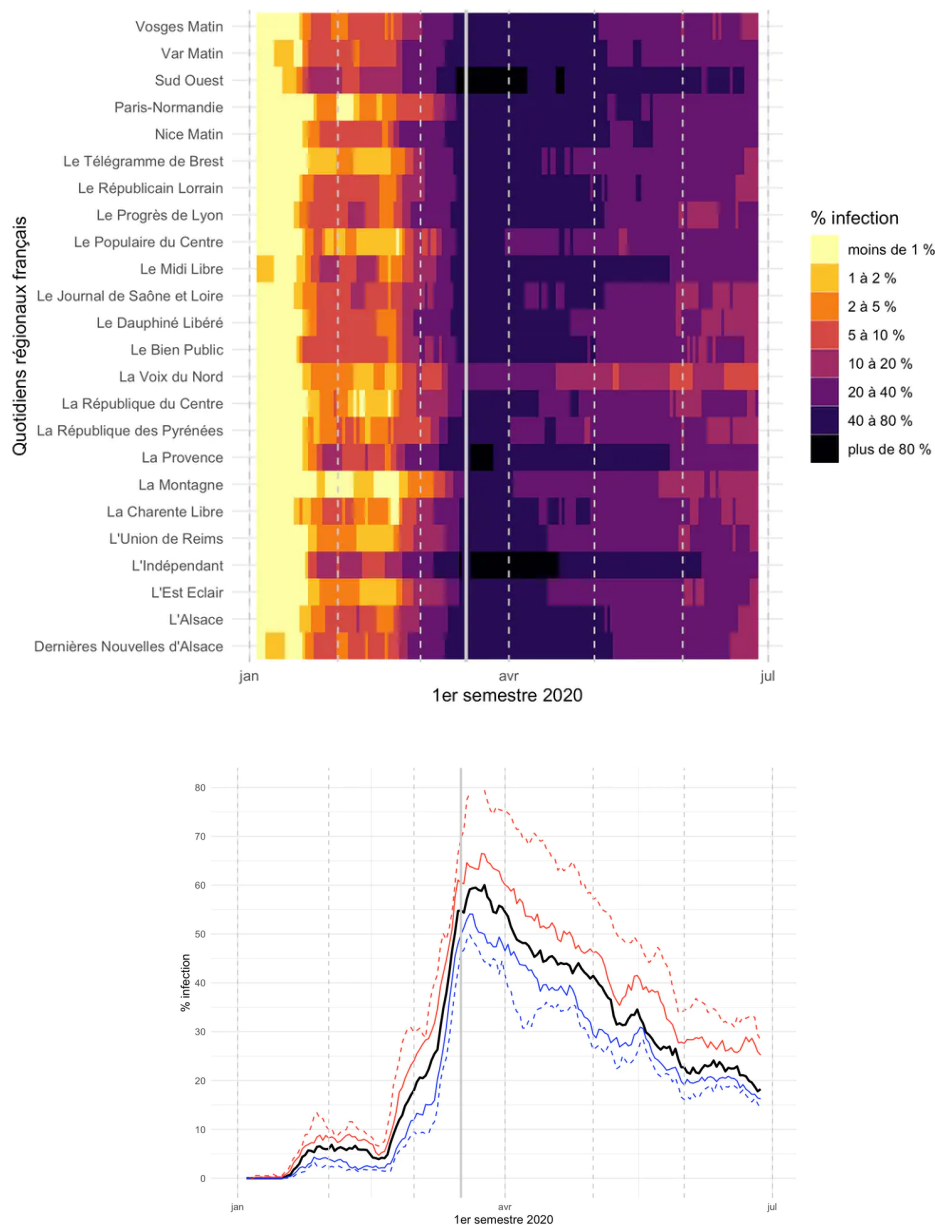 Quotidiens régionaux français
Vosges Matin
Var Matin
Sud Ouest
Paris-Normandie
Nice Matin
Le Télégramme de Brest
Le Républicain Lorrain
Le Progrès de Lyon
Le Populaire du Centre
Le Midi Libre
Le Journal de Saône et Loire
Le Dauphiné Libéré
Le Bien Public
La Voix du Nord
La République du Centre
La République des Pyrénées
La Provence
La Montagne
La Charente Libre
L'Union de Reims
L'Indépendant
L'Est Eclair
L'Alsace
Dernières Nouvelles d'Alsace
jan avr jul
1er semestre 2020
% infection
moins de 1 %
1 à 2 %
2 à 5 %
5 à 10 %
10 à 20 %
20 à 40 %
40 à 80 %
plus de 80 %
% infection
80
70
60
50
40
30
20
10
0
jan avr jul
1er semestre 2020